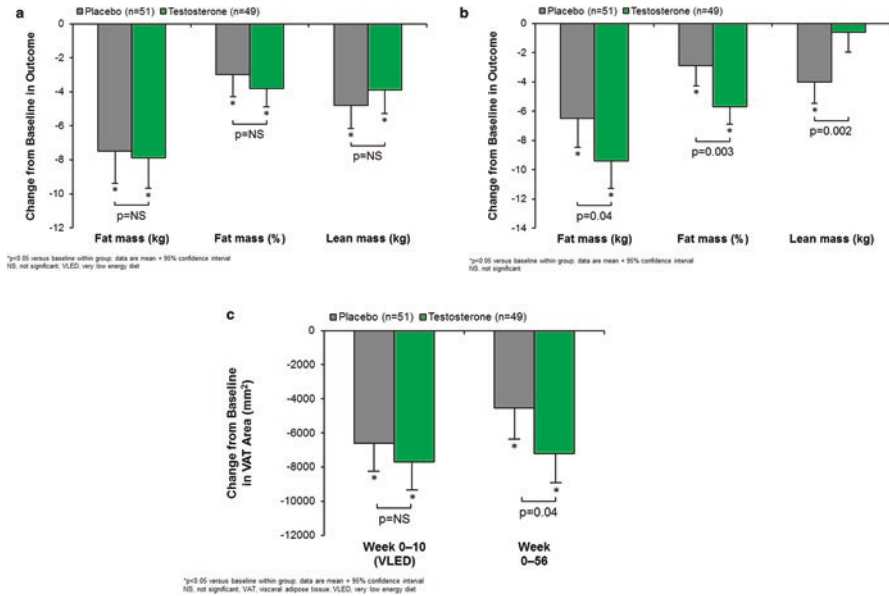 a
Placebo (n=51) Testosterone (n=49)
Change from Baseline in Outcome
0
-2
-4
-6
-8
-10
-12
* * * * * *
p=NS p=NS p=NS
Fat mass (kg) Fat mass (%) Lean mass (kg)
*p<0.05 versus baseline within group; data are mean + 95% confidence interval
NS, not significant; VLED, very low energy diet
b
Placebo (n=51) Testosterone (n=49)
Change from Baseline in Outcome
0
-2
-4
-6
-8
-10
-12
-14
* * * * *
p=0.04 p=0.003 p=0.002
Fat mass (kg) Fat mass (%) Lean mass (kg)
*p<0.05 versus baseline within group; data are mean + 95% confidence interval
NS, not significant
c
Placebo (n=51) Testosterone (n=49)
Change from Baseline
in VAT Area (mm²)
0
-2000
-4000
-6000
-8000
-10000
-12000
* * * *
p=NS p=0.04
Week 0–10 Week
(VLED) 0–56
*p<0.05 versus baseline within group; data are mean + 95% confidence interval
NS, not significant; VAT, visceral adipose tissue; VLED, very low energy diet